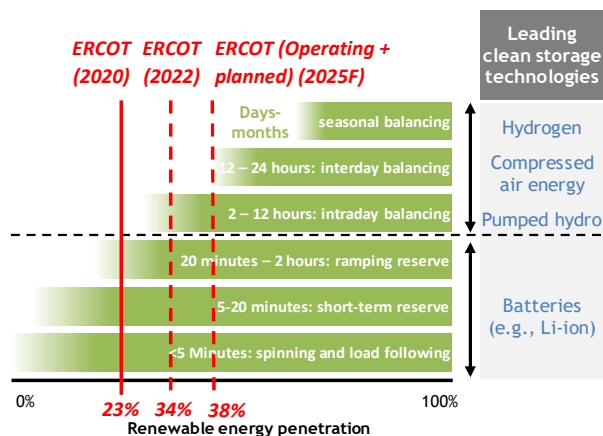 ERCOT
(2020)
ERCOT
(2022)
ERCOT (Operating +
planned) (2025F)
Leading
clean storage
technologies
Days-
months
seasonal balancing
12 – 24 hours: interday balancing
2 – 12 hours: intraday balancing
20 minutes – 2 hours: ramping reserve
5-20 minutes: short-term reserve
<5 Minutes: spinning and load following
Hydrogen
Compressed
air energy
Pumped hydro
Batteries
(e.g., Li-ion)
0%
23%
34%
38%
100%
Renewable energy penetration